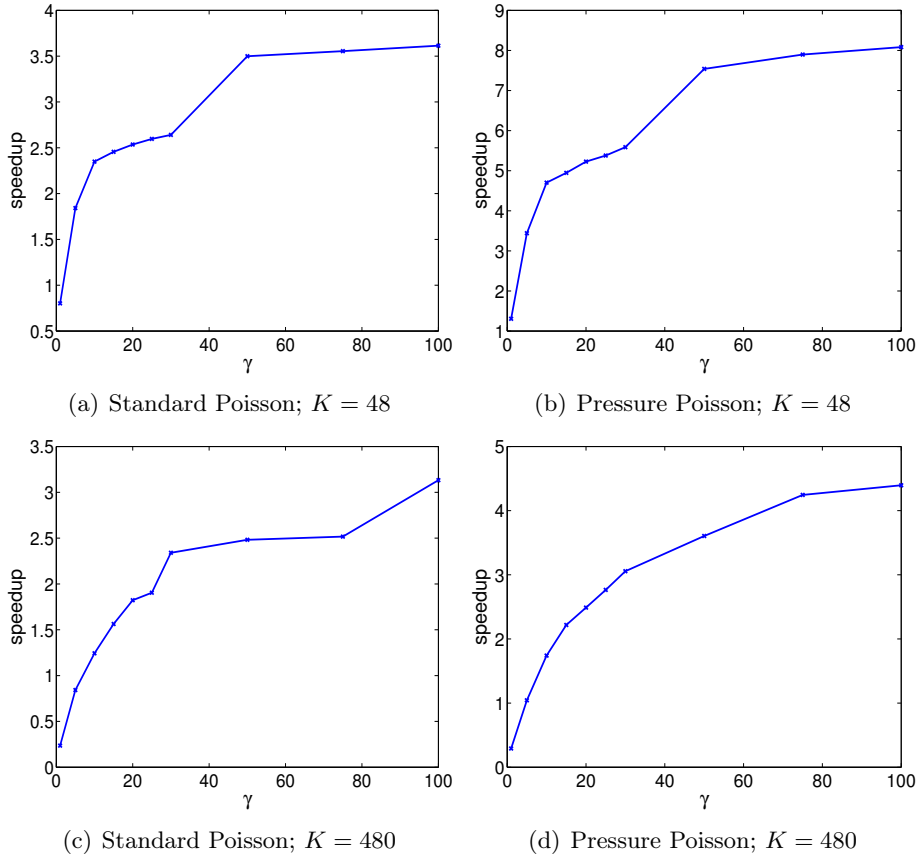 4
3.5
3
2.5
2
1.5
1
0.5
speedup
0 20 40 60 80 100
γ
(a) Standard Poisson; K = 48
9
8
7
6
5
4
3
2
1
speedup
0 20 40 60 80 100
γ
(b) Pressure Poisson; K = 48
3.5
3
2.5
2
1.5
1
0.5
0
speedup
0 20 40 60 80 100
γ
(c) Standard Poisson; K = 480
5
4
3
2
1
0
speedup
0 20 40 60 80 100
γ
(d) Pressure Poisson; K = 480